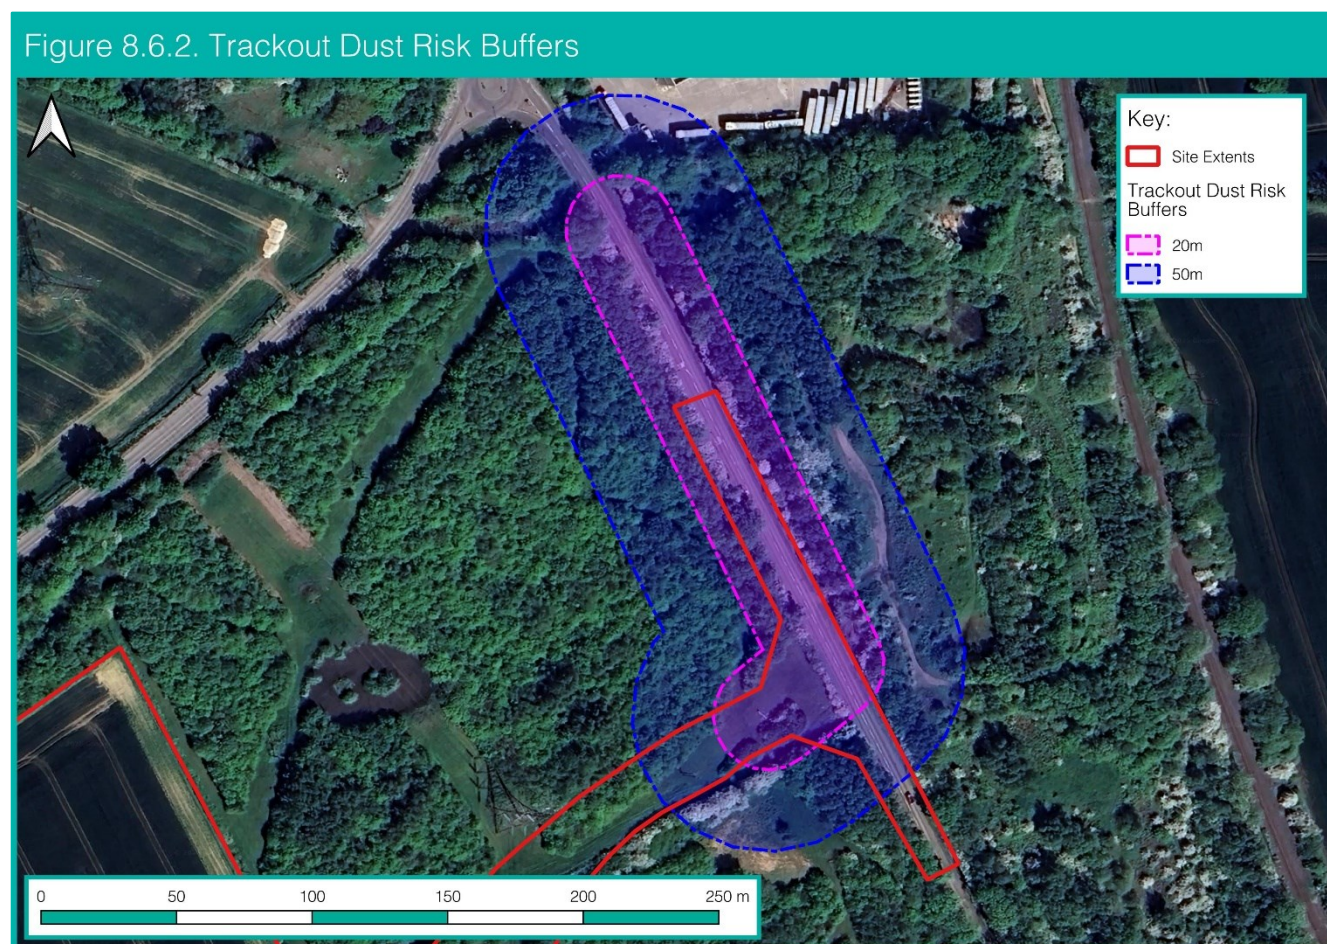 Figure 8.6.2. Trackout Dust Risk Buffers
Key:
Site Extents
Trackout Dust Risk
Buffers
20m
50m
0 50 100 150 200 250 m